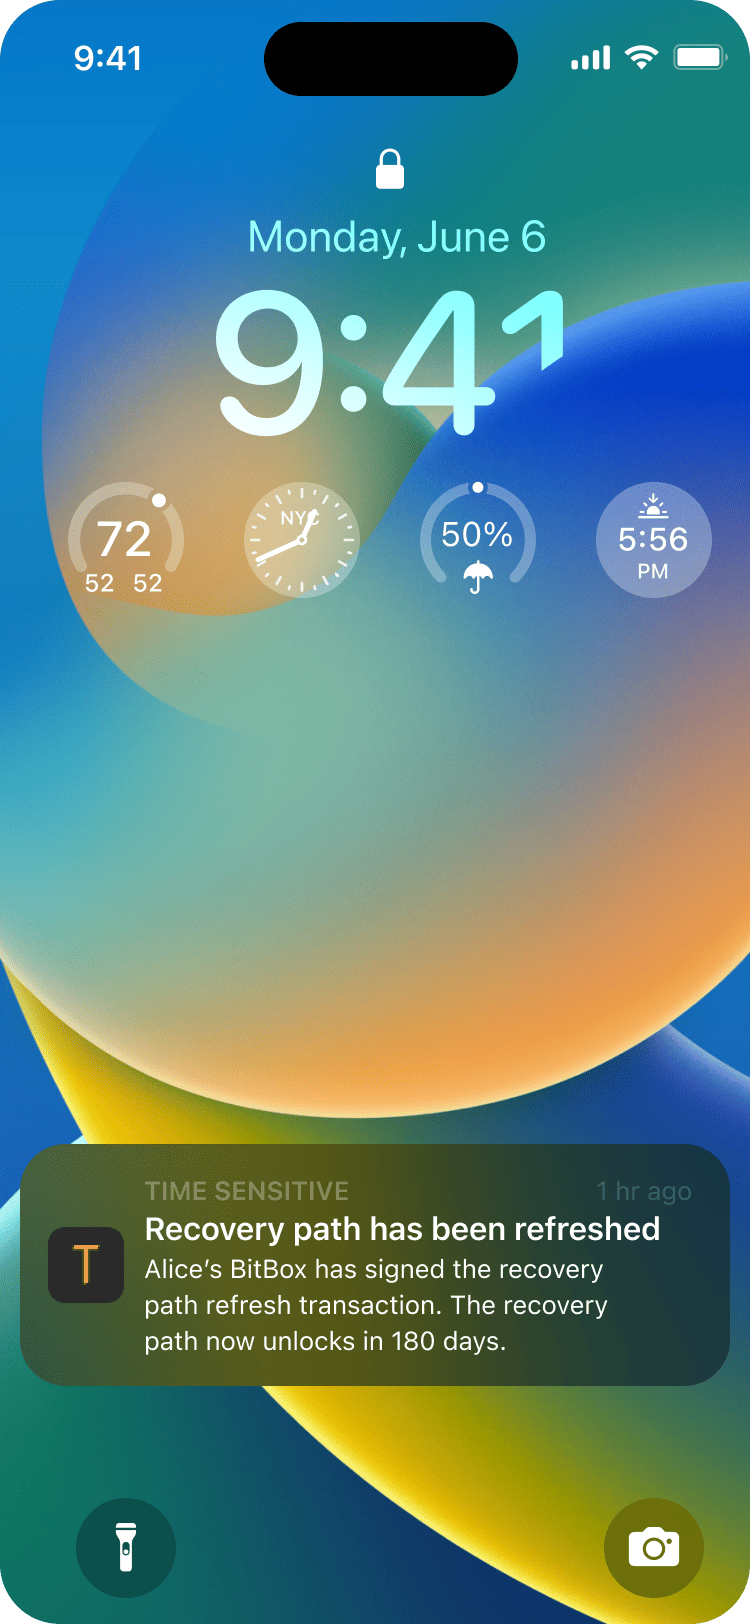 9:41
Monday, June 6
9:41
72
52 52
NYC
50%
5:56
PM
TIME SENSITIVE
1 hr ago
Recovery path has been refreshed
Alice’s BitBox has signed the recovery
path refresh transaction. The recovery
path now unlocks in 180 days.
T